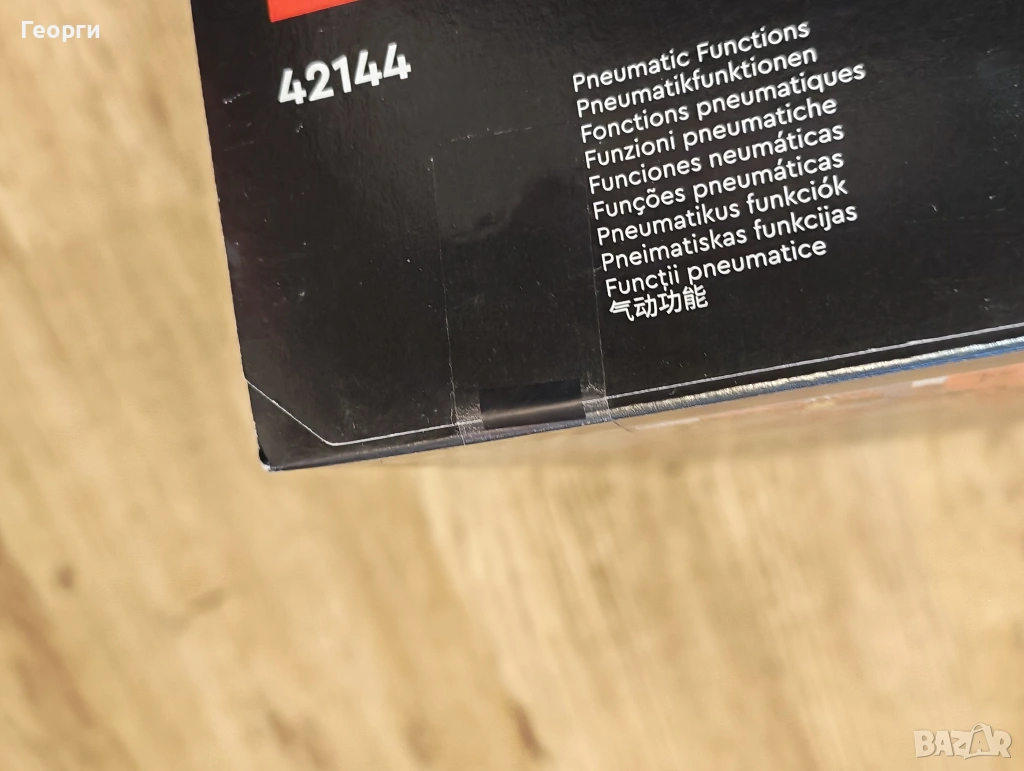 Георги
42144
Pneumatic Functions
Pneumatikfunktionen
Fonctions pneumatiques
Funzioni pneumatiche
Funciones neumáticas
Funções pneumáticas
Pneumatikus funkciók
Pneimatiskas funkcijas
Funcții pneumatice
气动功能
BAZAR